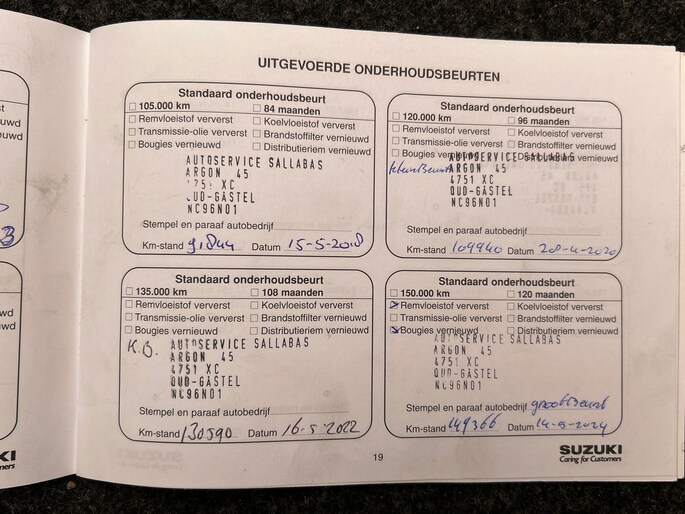 UITGEVOERDE ONDERHOUDSBEURTEN
Standaard onderhoudsbeurt
☐ 105.000 km ☐ 84 maanden
☐ Remvloeistof ververst ☐ Koelvloeistof ververst
☐ Transmissie-olie ververst ☐ Brandstoffilter vernieuwd
☐ Bougies vernieuwd ☐ Distributieriem vernieuwd
AUTOSERVICE SALLABAS
ARGON 45
751 XC
OUD-GASTEL
NC96N01
Stempel en paraaf autobedrijf
Km-stand 91844 Datum 15-5-2018
Standaard onderhoudsbeurt
☐ 120.000 km ☐ 96 maanden
☐ Remvloeistof ververst ☐ Koelvloeistof ververst
☐ Transmissie-olie ververst ☐ Brandstoffilter vernieuwd
☐ Bougies vernieuwd ☐ Distributieriem vernieuwd
AUTOSERVICE SALLABAS
ARGON 45
4751 XC
OUD-GASTEL
NC96N01
Stempel en paraaf autobedrijf
Km-stand 109440 Datum 20-4-2020
Standaard onderhoudsbeurt
☐ 135.000 km ☐ 108 maanden
☐ Remvloeistof ververst ☐ Koelvloeistof ververst
☐ Transmissie-olie ververst ☐ Brandstoffilter vernieuwd
☐ Bougies vernieuwd ☐ Distributieriem vernieuwd
K.B.
AUTOSERVICE SALLABAS
ARGON 45
4751 XC
OUD-GASTEL
NC96N01
Stempel en paraaf autobedrijf
Km-stand 130590 Datum 16-5-2022
Standaard onderhoudsbeurt
☐ 150.000 km ☐ 120 maanden
☒ Remvloeistof ververst ☐ Koelvloeistof ververst
☐ Transmissie-olie ververst ☐ Brandstoffilter vernieuwd
☒ Bougies vernieuwd ☐ Distributieriem vernieuwd
AUTOSERVICE SALLABAS
ARGON 45
4751 XC
OUD-GASTEL
NC96N01
Stempel en paraaf autobedrijf grootbeurt
Km-stand 149366 Datum 14-5-2024
19
SUZUKI
Caring for Customers